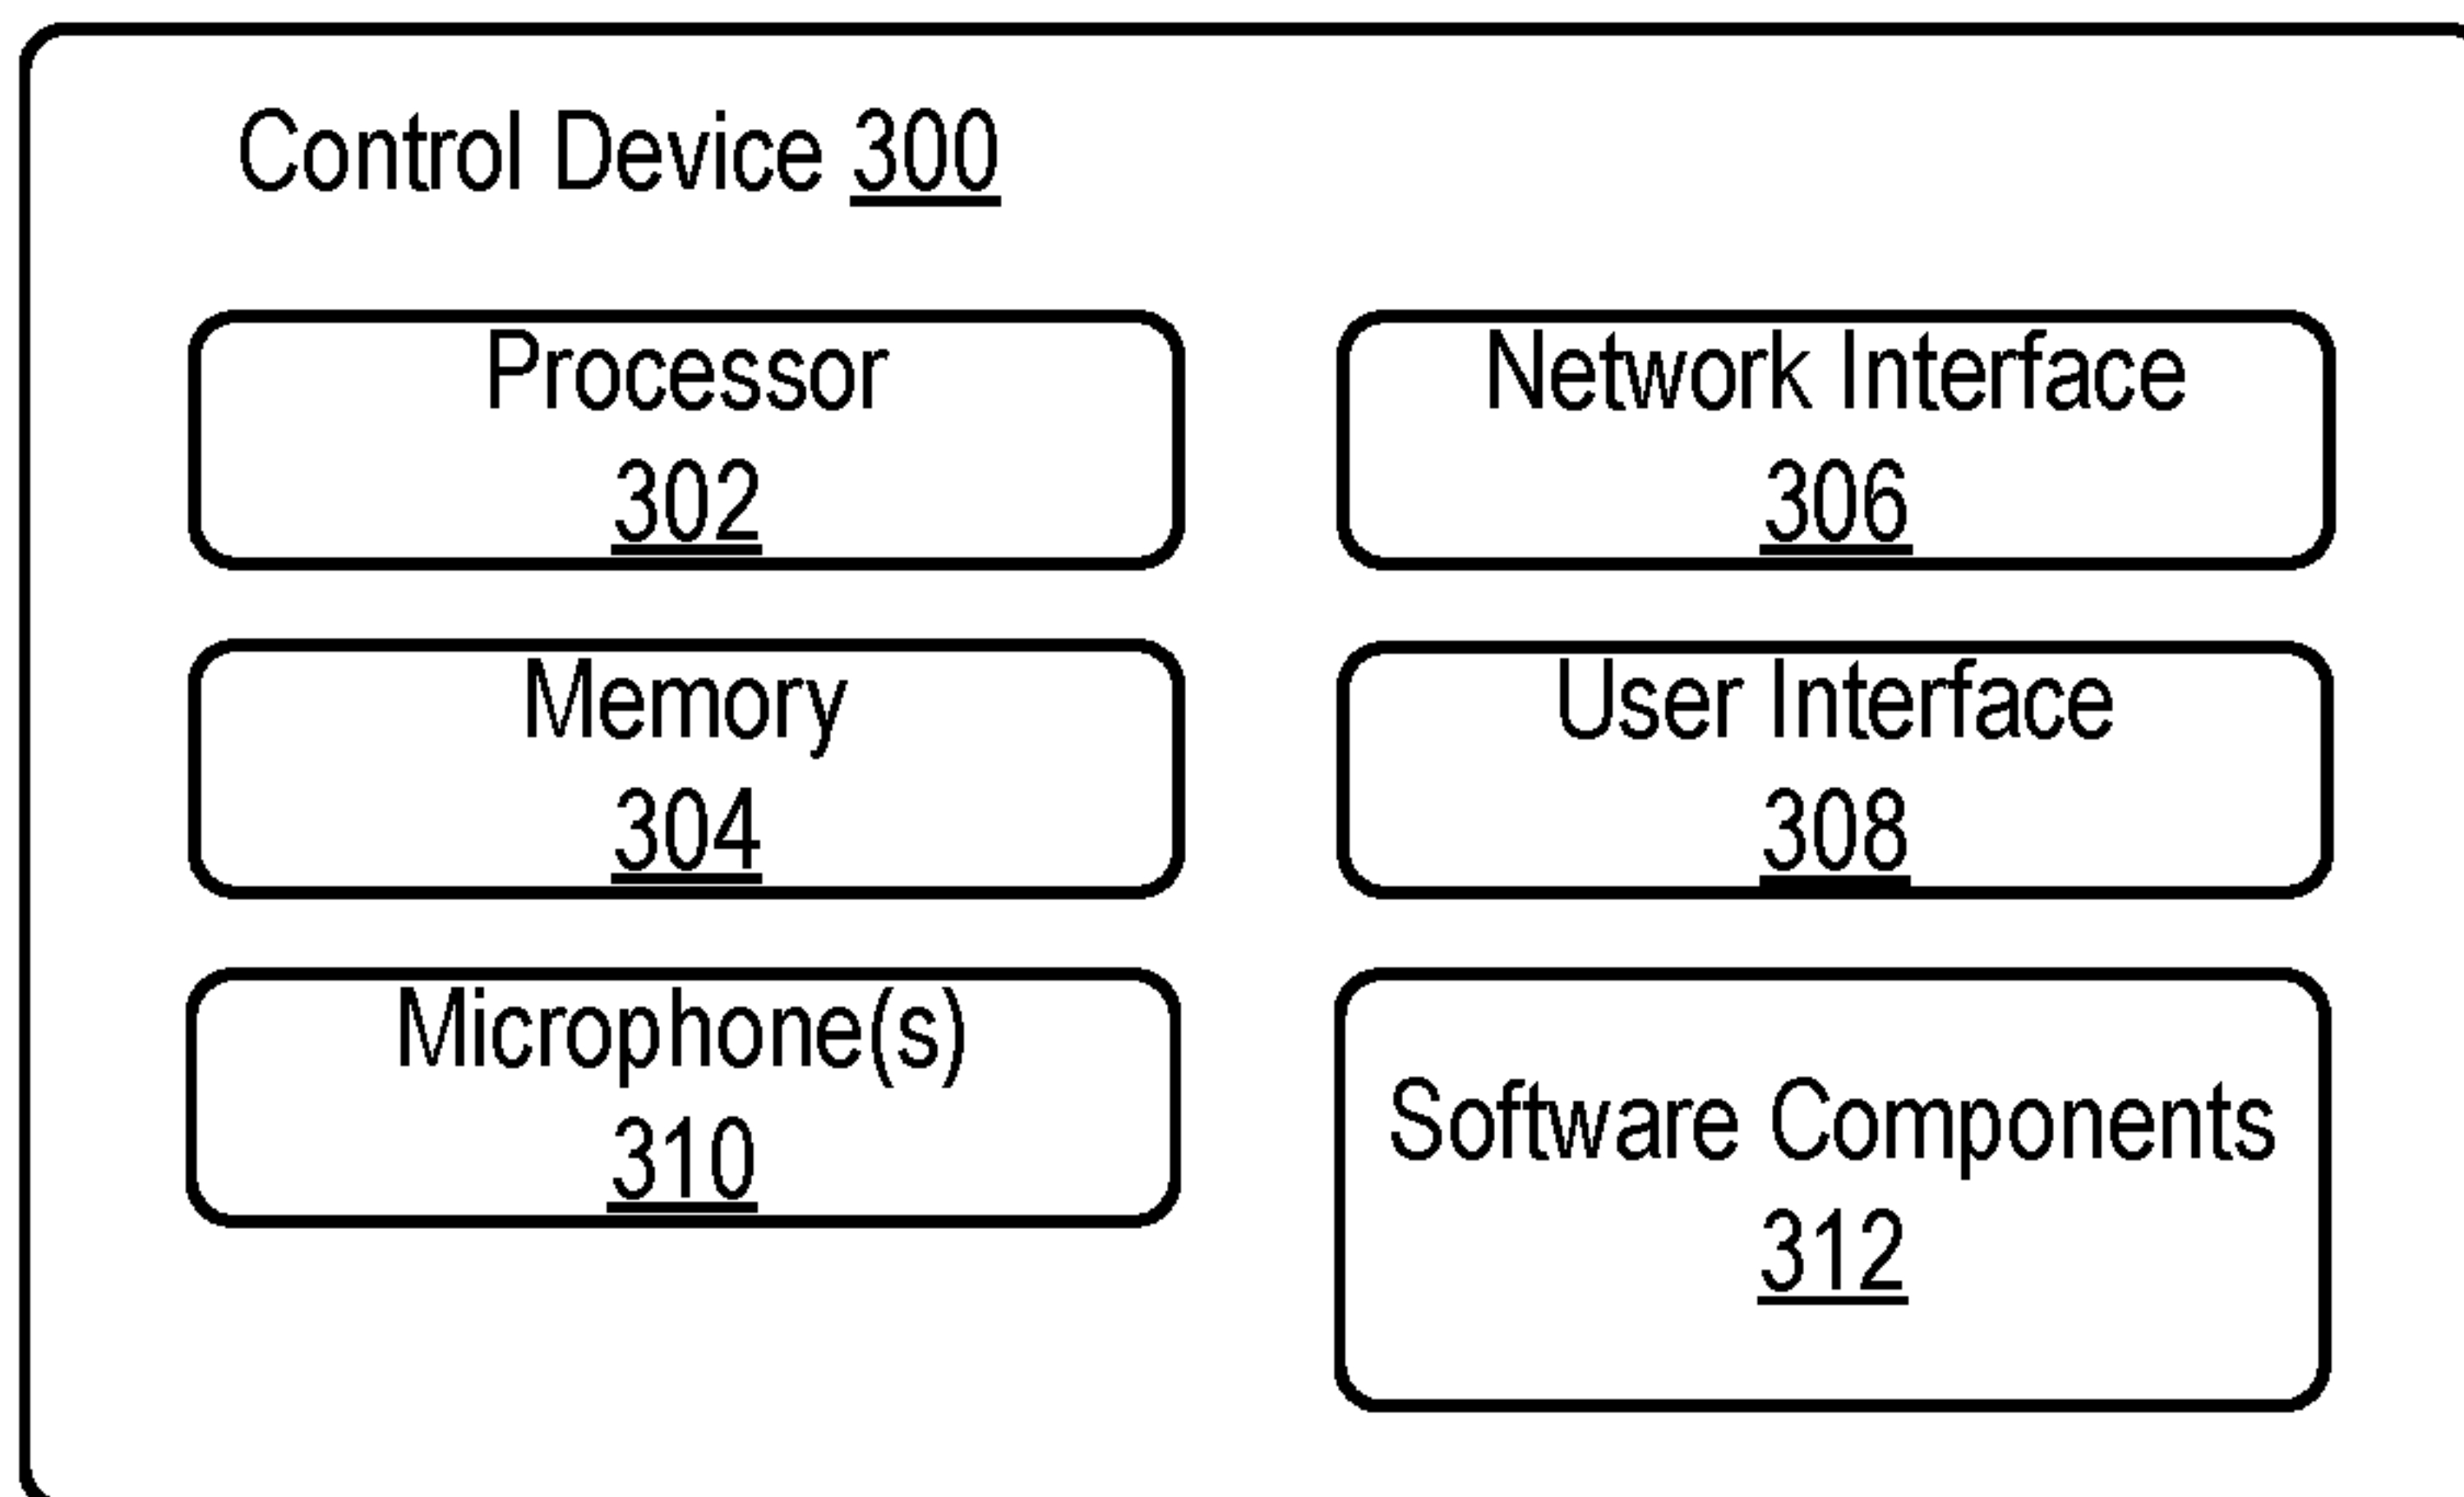 Control Device 300
Processor
302
Network Interface
306
Memory
304
User Interface
308
Microphone(s)
310
Software Components
312